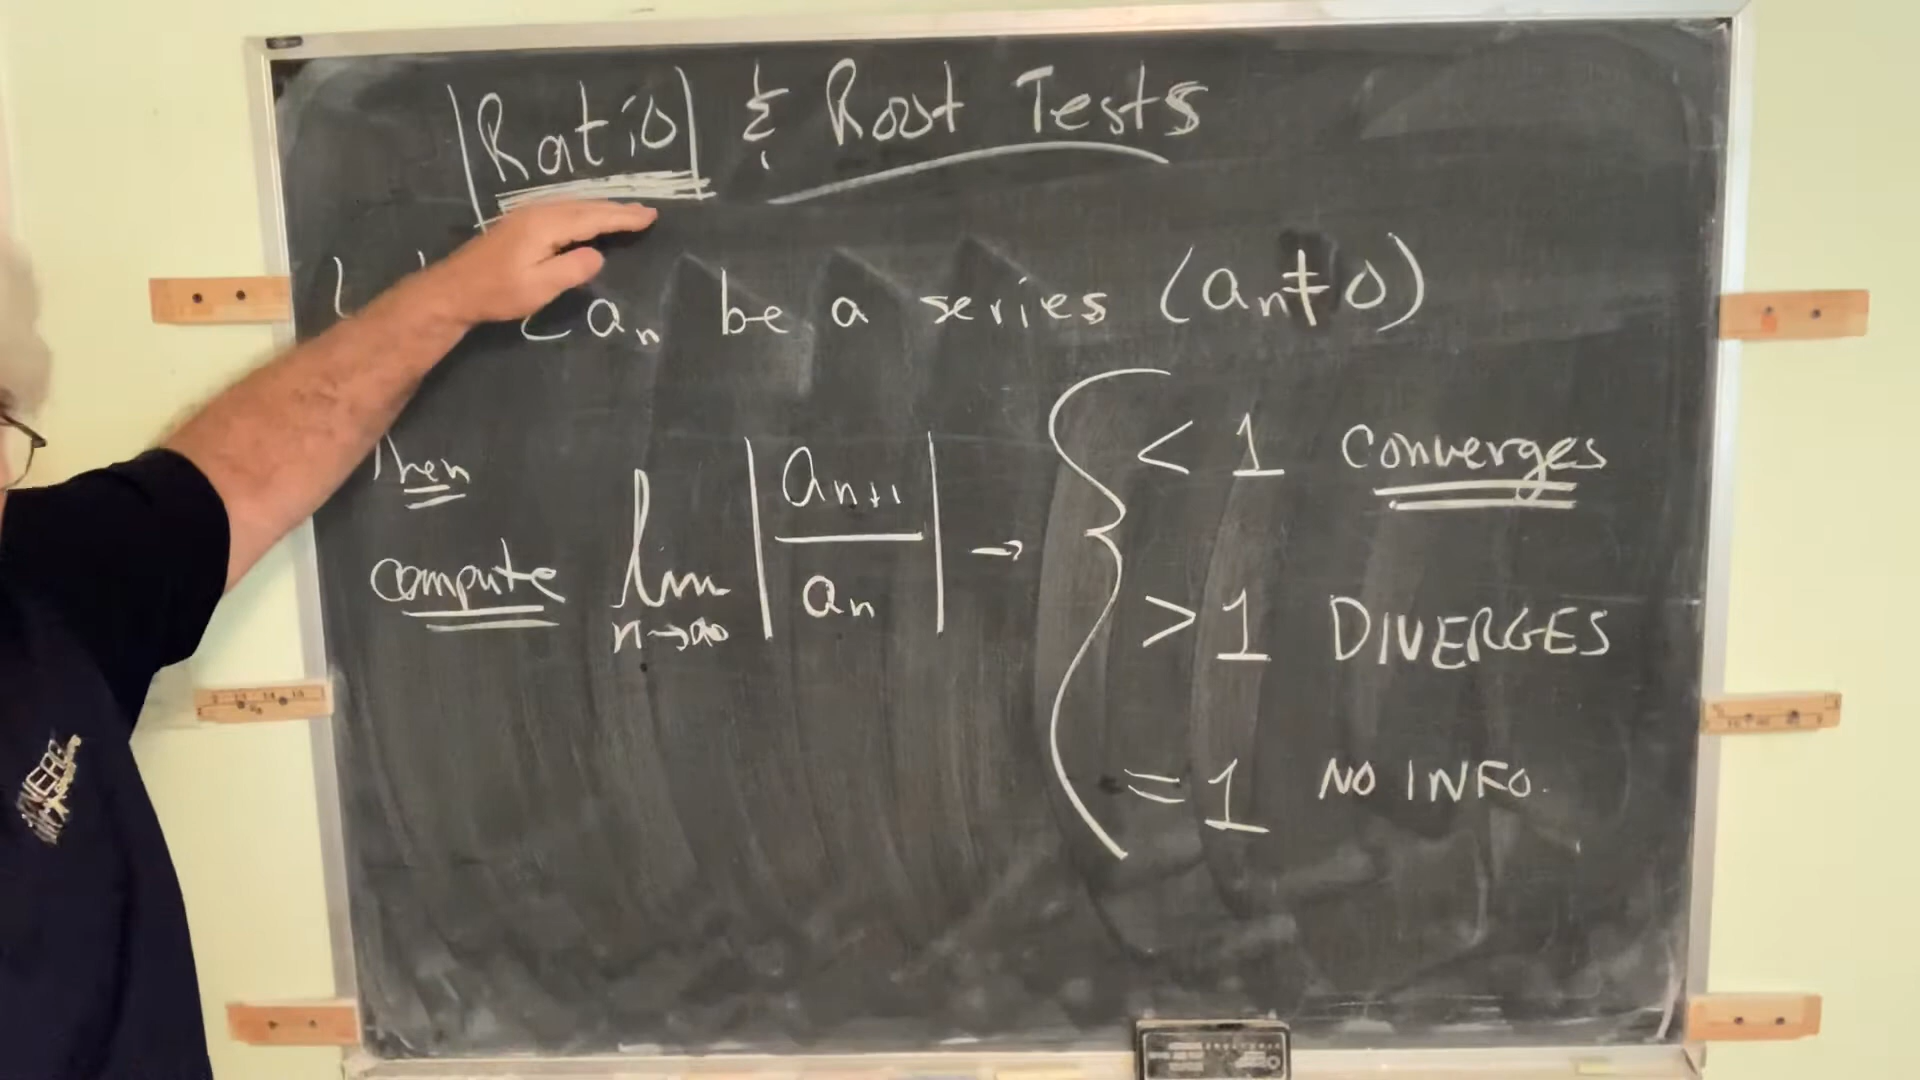 |Ratio| & Root Tests
Σ aₙ be a series (aₙ ≠ 0)
Then
compute lim n→∞ |aₙ₊₁ / aₙ| → {
< 1 Converges
> 1 DIVERGES
= 1 NO INFO.